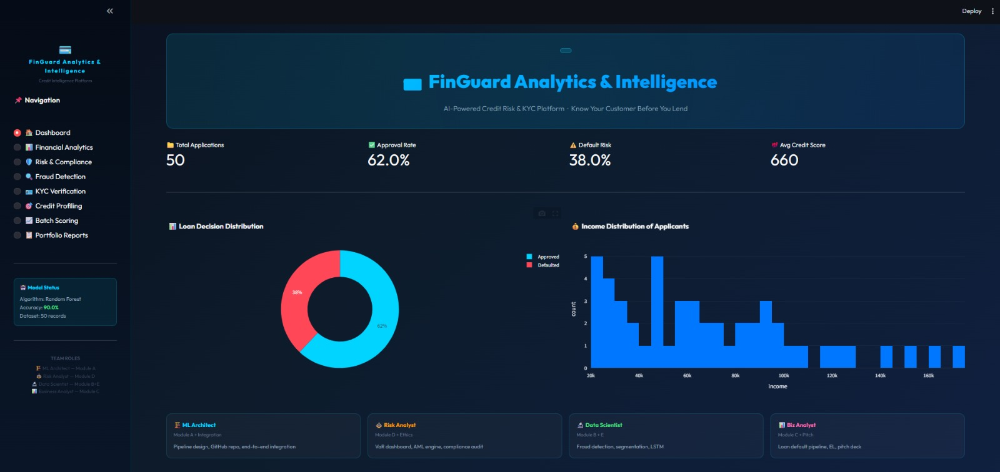 Deploy
FinGuard Analytics &
Intelligence
Credit Intelligence Platform
Navigation
Dashboard
Financial Analytics
Risk & Compliance
Fraud Detection
KYC Verification
Credit Profiling
Batch Scoring
Portfolio Reports
Model Status
Algorithm: Random Forest
Accuracy: 90.0%
Dataset: 50 records
TEAM ROLES
ML Architect — Module A
Risk Analyst — Module D
Data Scientist — Module B+E
Business Analyst — Module C
FinGuard Analytics & Intelligence
AI-Powered Credit Risk & KYC Platform · Know Your Customer Before You Lend
Total Applications
50
Approval Rate
62.0%
Default Risk
38.0%
Avg Credit Score
660
Loan Decision Distribution
Approved
Defaulted
38%
62%
Income Distribution of Applicants
5
4
3
2
1
0
count
20k 40k 60k 80k 100k 120k 140k 160k
income
ML Architect
Module A + Integration
Pipeline design, GitHub repo, end-to-end integration
Risk Analyst
Module D + Ethics
VaR dashboard, AML engine, compliance audit
Data Scientist
Module B + E
Fraud detection, segmentation, LSTM
Biz Analyst
Module C + Pitch
Loan default pipeline, EL, pitch deck